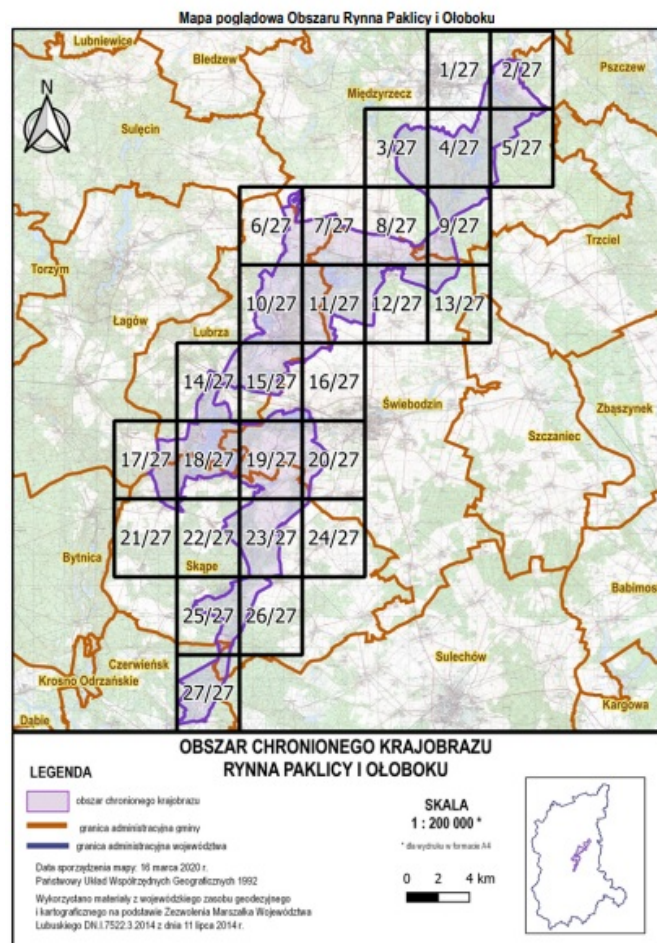 Mapa poglądowa Obszaru Rynna Paklicy i Ołoboku
Lubniewice
Bledzew
Pszczew
1/27 2/27
Międzyrzecz
N
Sulęcin
3/27 4/27 5/27
6/27 7/27 8/27 9/27
Trzciel
Torzym
Łagów
10/27 11/27 12/27 13/27
Lubrza
14/27 15/27 16/27
Świebodzin
Zbąszynek
Szczaniec
17/27 18/27 19/27 20/27
21/27 22/27 23/27 24/27
Bytnica
Skąpe
Babimos
25/27 26/27
Czerwieńsk
Sulechów
Krosno Odrzańskie
27/27
Kargowa
Dąbie
OBSZAR CHRONIONEGO KRAJOBRAZU
RYNNA PAKLICY I OŁOBOKU
LEGENDA
obszar chronionego krajobrazu
granica administracyjna gminy
granica administracyjna województwa
SKALA
1 : 200 000 *
* dla wydruku w formacie A4
Data sporządzenia mapy: 16 marca 2020 r.
Państwowy Układ Współrzędnych Geograficznych 1992
0 2 4 km
Wykorzystano materiały z wojewódzkiego zasobu geodezyjnego
i kartograficznego na podstawie Zezwolenia Marszałka Województwa
Lubuskiego DN.I.7522.3.2014 z dnia 11 lipca 2014 r.